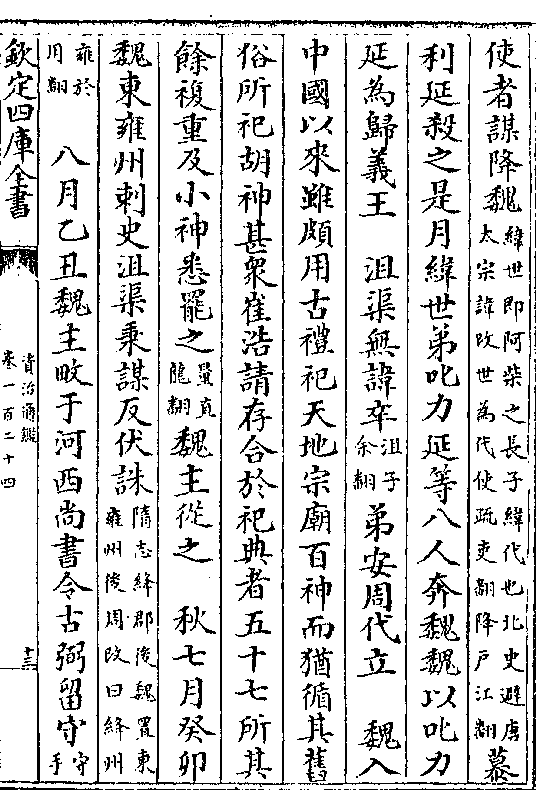 使者謀降魏緯世即阿柴之長子緯代也北史避唐太宗諱改世為代使疏吏翻降戶江翻慕
利延殺之是月緯世弟叱力延等八人奔魏魏以叱力
延為歸義王　沮渠無諱卒沮子余翻弟安周代立　魏入
中國以來雖頗用古禮祀天地宗廟百神而猶循其舊
俗所祀胡神甚衆崔浩請存合於祀典者五十七所其
餘複重及小神悉罷之重直龍翻魏主從之　秋七月癸卯
魏東雍州刺史沮渠秉謀反伏誅隋志絳郡後魏置東雍州後周改曰絳州
雍於用翻　八月乙丑魏主畋于河西尚書令古弼留守守手
欽定四庫全書
資治通鑑
卷一百二十四
十三